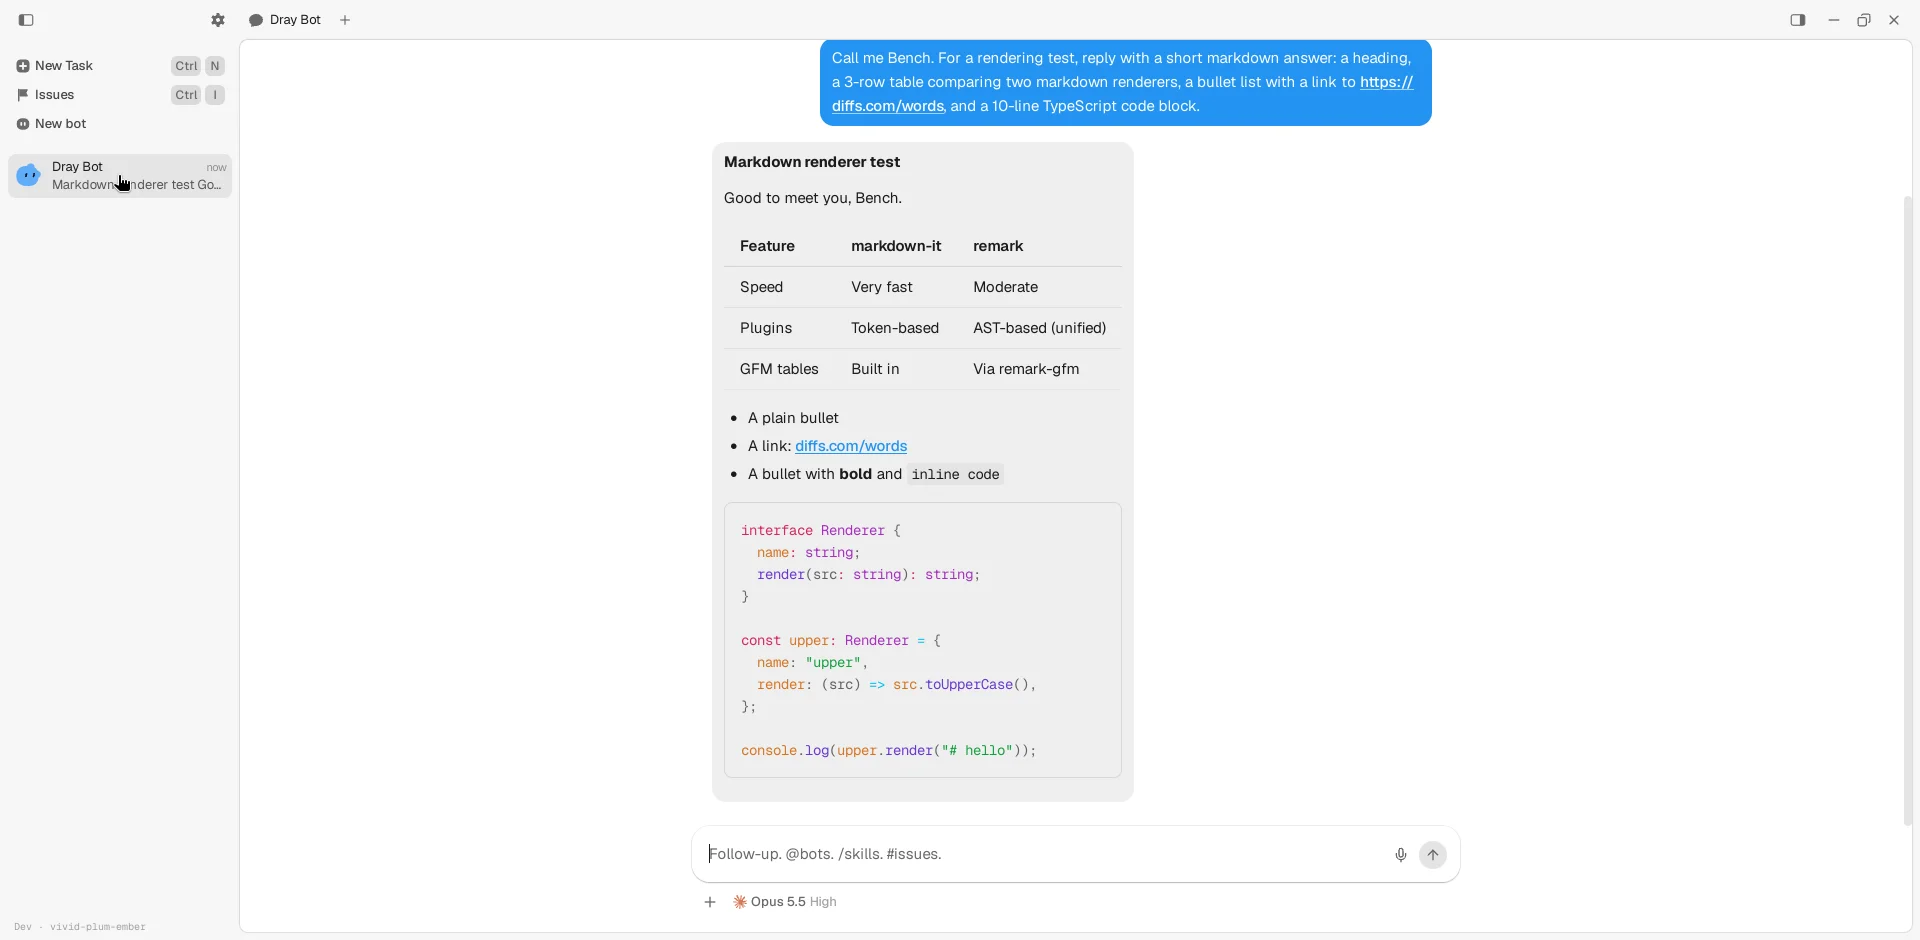 Dray Bot
New Task Ctrl N
Issues Ctrl I
New bot
Dray Bot now
Markdown renderer test Go...
Dev · vivid-plum-ember
Call me Bench. For a rendering test, reply with a short markdown answer: a heading,
a 3-row table comparing two markdown renderers, a bullet list with a link to https://
diffs.com/words, and a 10-line TypeScript code block.
Markdown renderer test
Good to meet you, Bench.
Feature markdown-it remark
Speed Very fast Moderate
Plugins Token-based AST-based (unified)
GFM tables Built in Via remark-gfm
• A plain bullet
• A link: diffs.com/words
• A bullet with bold and inline code
interface Renderer {
  name: string;
  render(src: string): string;
}
const upper: Renderer = {
  name: "upper",
  render: (src) => src.toUpperCase(),
};
console.log(upper.render("# hello"));
Follow-up. @bots. /skills. #issues.
Opus 5.5 High